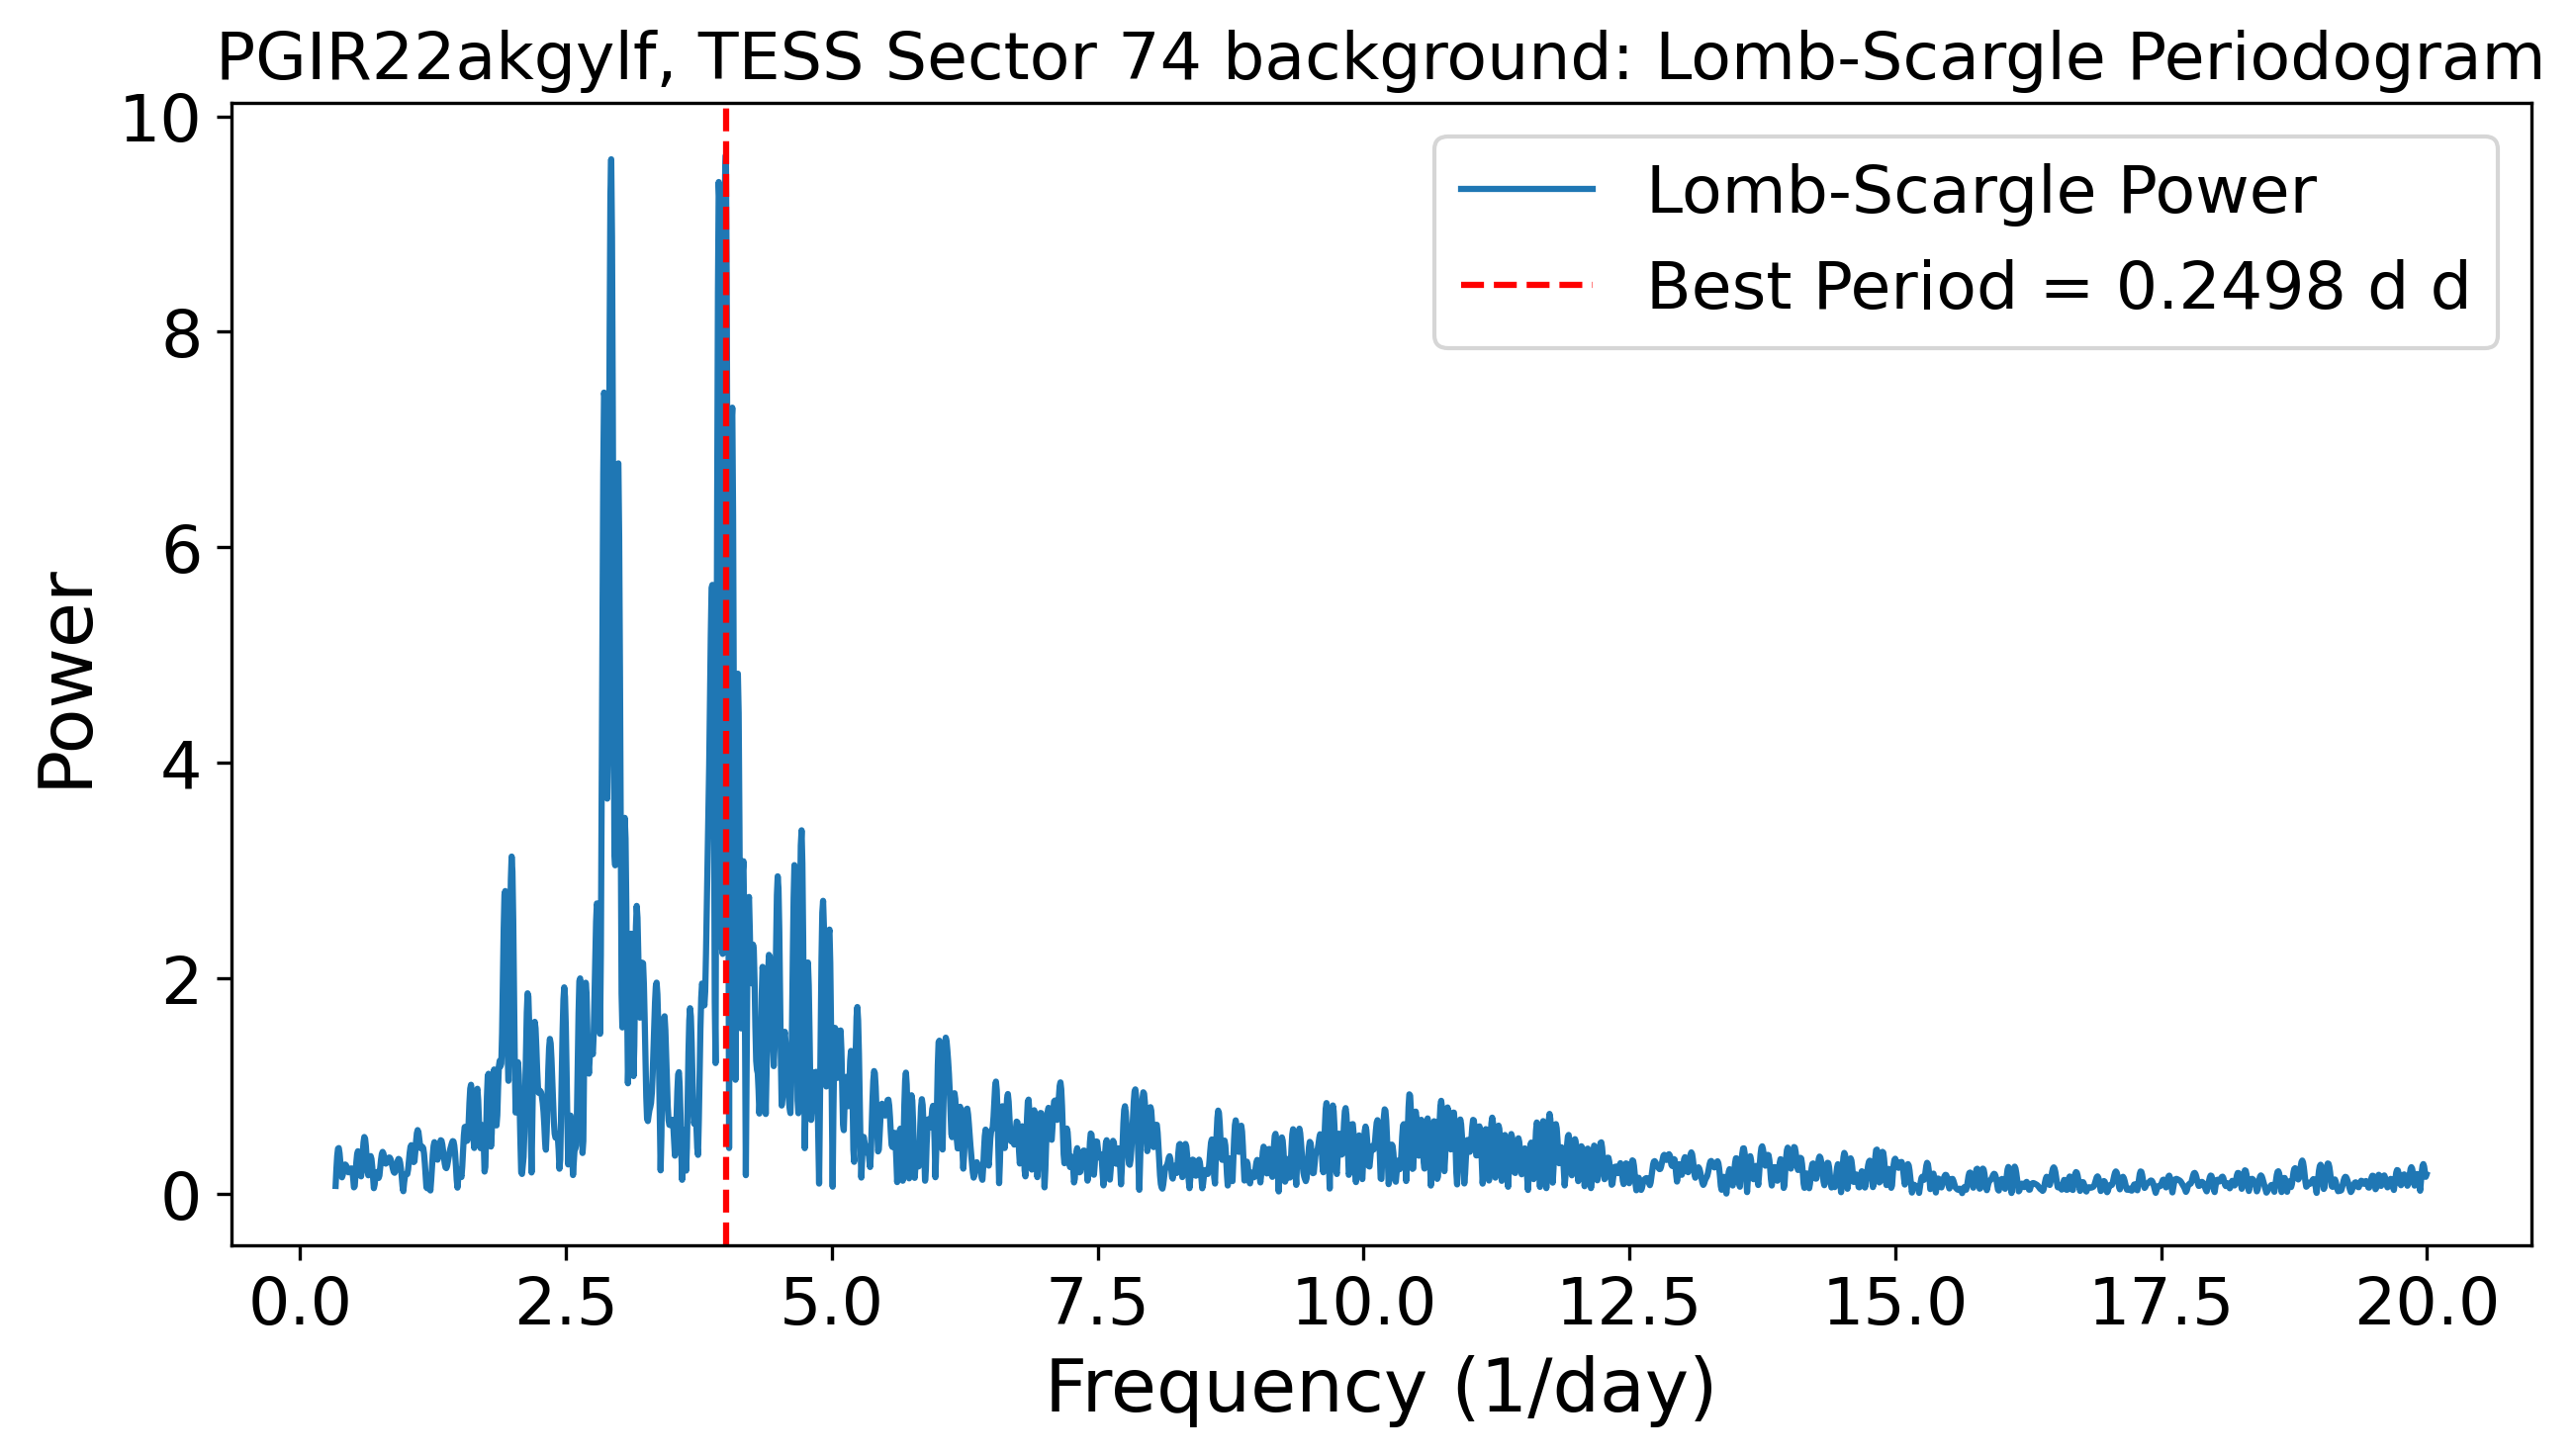 PGIR22akgylf, TESS Sector 74 background: Lomb-Scargle Periodogram
10
8
6
4
2
0
Power
Lomb-Scargle Power
Best Period = 0.2498 d d
0.0 2.5 5.0 7.5 10.0 12.5 15.0 17.5 20.0
Frequency (1/day)